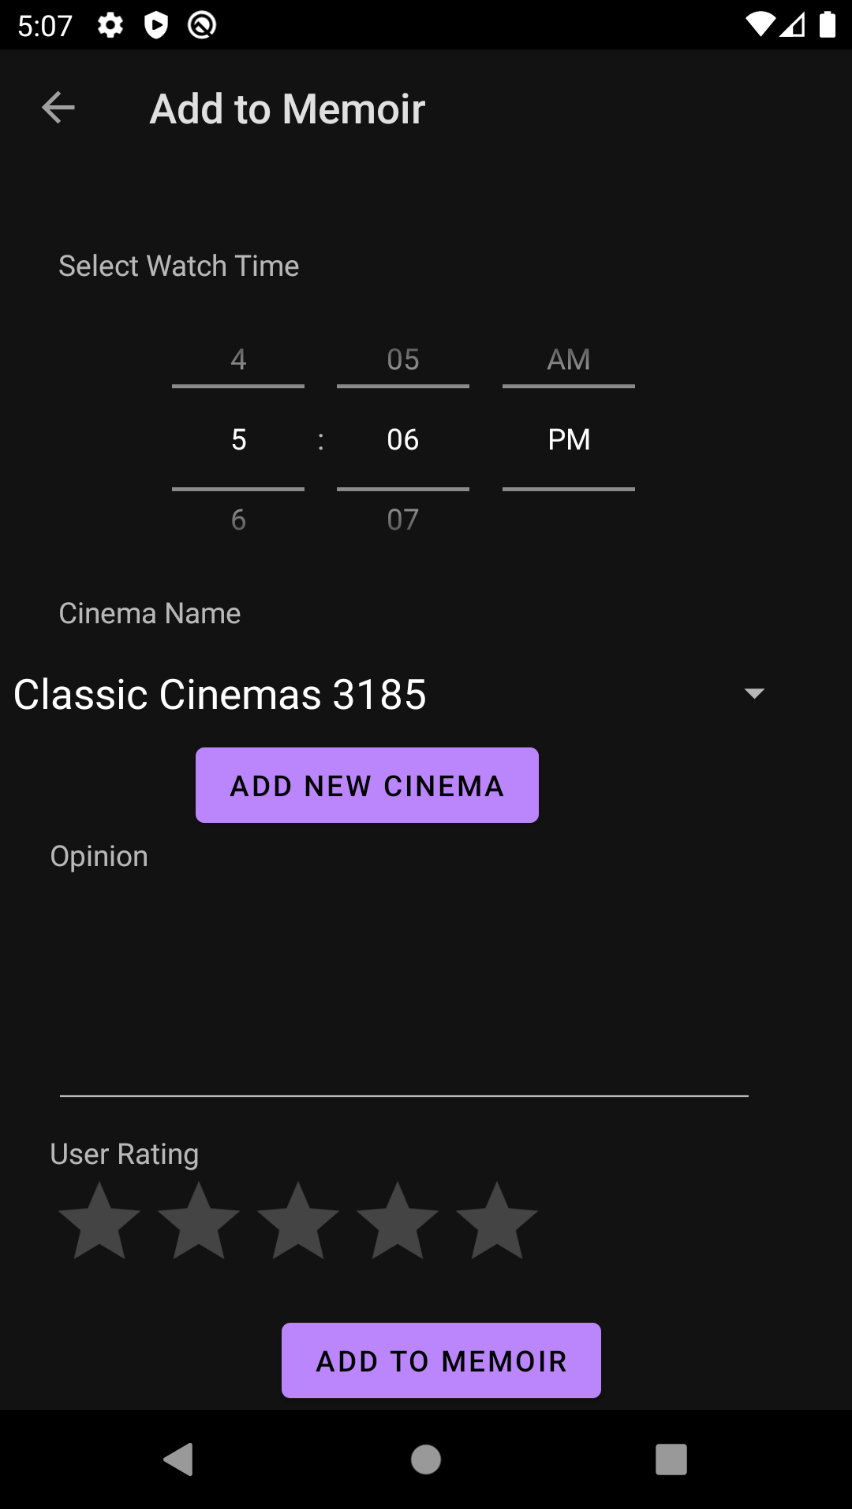 5:07
Add to Memoir
Select Watch Time
4 05 AM
5 : 06 PM
6 07
Cinema Name
Classic Cinemas 3185
ADD NEW CINEMA
Opinion
User Rating
ADD TO MEMOIR